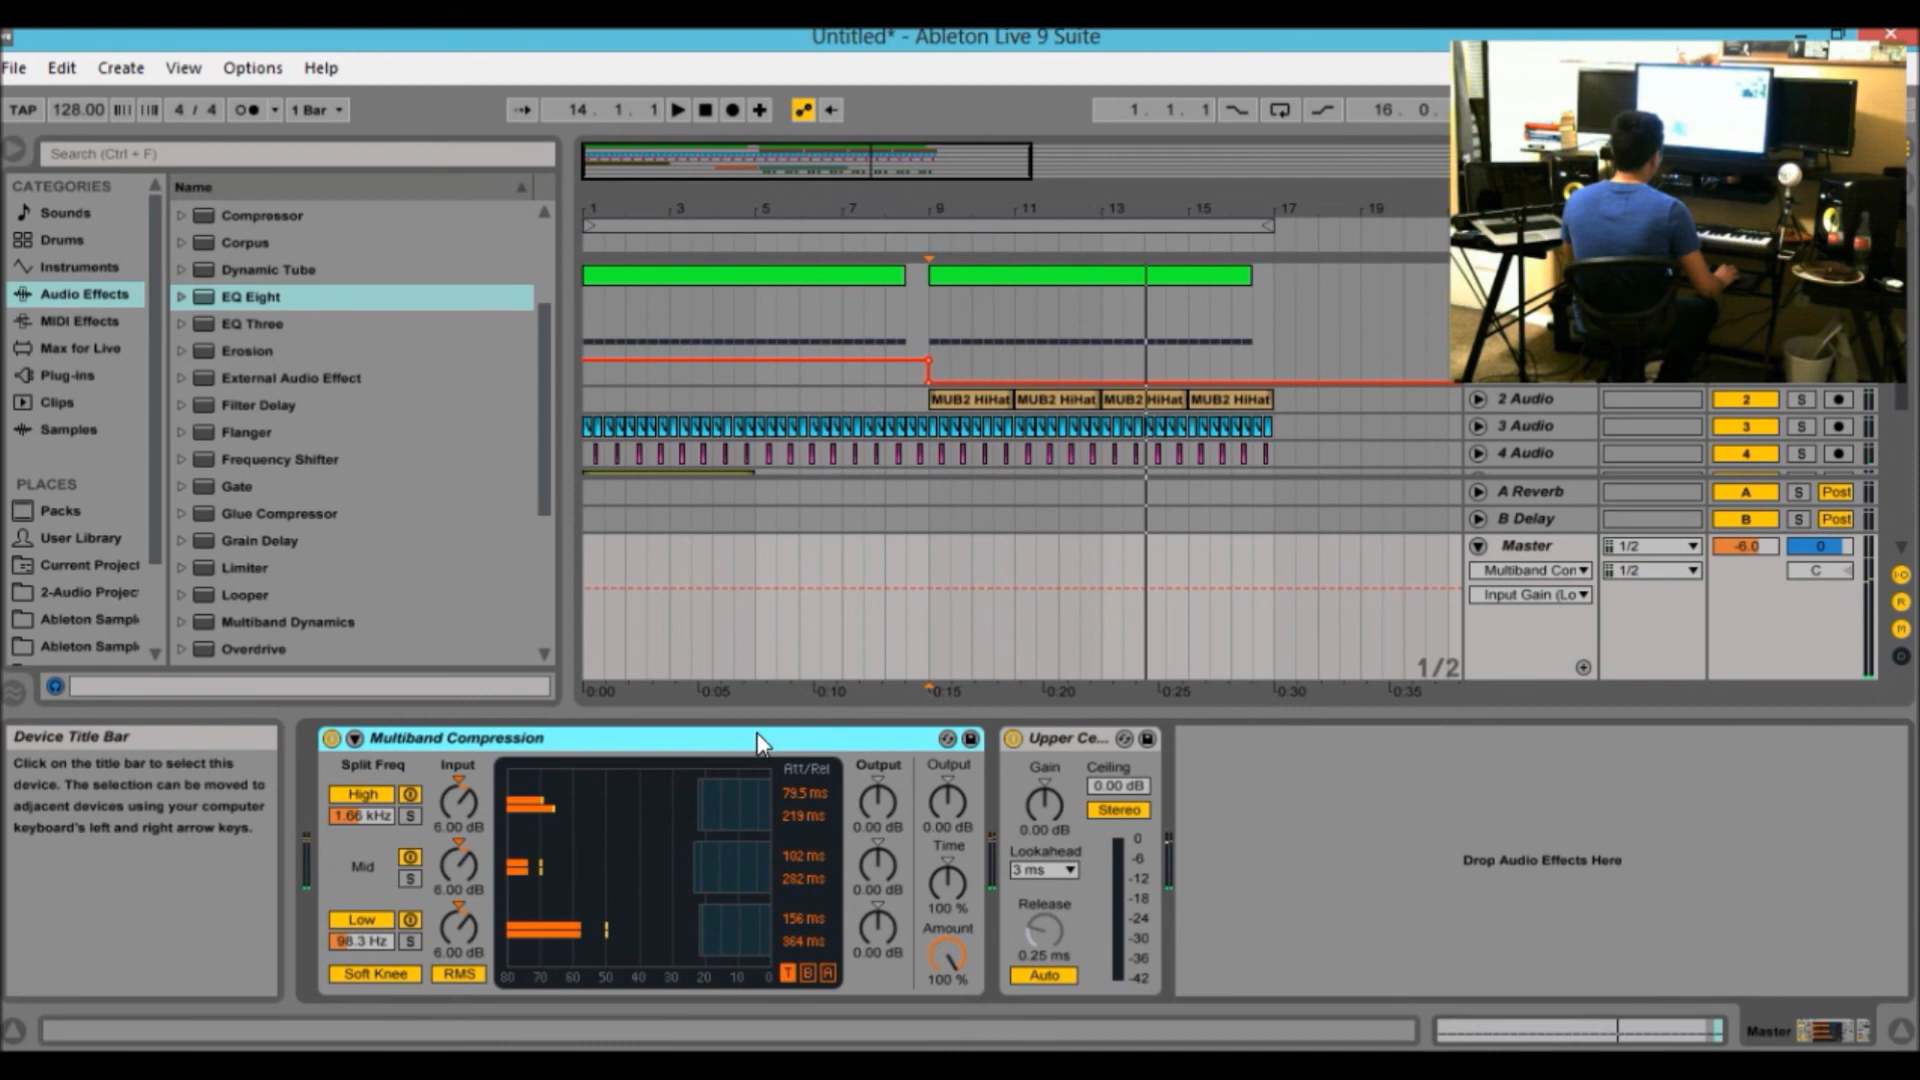 Untitled* - Ableton Live 9 Suite
File Edit Create View Options Help
TAP 128.00 4 / 4 1 Bar 14. 1. 1 1. 1. 1 16. 0.
Search (Ctrl + F)
CATEGORIES
Sounds
Drums
Instruments
Audio Effects
MIDI Effects
Max for Live
Plug-ins
Clips
Samples
PLACES
Packs
User Library
Current Project
2-Audio Projec
Ableton Sampl
Ableton Sampl
Name
Compressor
Corpus
Dynamic Tube
EQ Eight
EQ Three
Erosion
External Audio Effect
Filter Delay
Flanger
Frequency Shifter
Gate
Glue Compressor
Grain Delay
Limiter
Looper
Multiband Dynamics
Overdrive
1 3 5 7 9 11 13 15 17 19
MUB2 HiHat MUB2 HiHat MUB2 HiHat MUB2 HiHat
2 Audio 2 S
3 Audio 3 S
4 Audio 4 S
A Reverb A S Post
B Delay B S Post
Master 1/2 -6.0 0
Multiband Con 1/2 C
Input Gain (Lo
1/2
0:00 0:05 0:10 0:15 0:20 0:25 0:30 0:35
I-O
R
M
D
Device Title Bar
Click on the title bar to select this
device. The selection can be moved to
adjacent devices using your computer
keyboard's left and right arrow keys.
Multiband Compression
Split Freq Input Att/Rel Output Output
High 79.5 ms
1.66 kHz S 6.00 dB 219 ms 0.00 dB 0.00 dB
Time
Mid 102 ms
S 6.00 dB 282 ms 0.00 dB
100 %
Low 156 ms
Amount
98.3 Hz S 6.00 dB 364 ms 0.00 dB
Soft Knee RMS 80 70 60 50 40 30 20 10 0 T B A 100 %
Upper Ce...
Gain Ceiling
0.00 dB
Stereo
0.00 dB
Lookahead
3 ms
Release
0.25 ms
Auto
0
-6
-12
-18
-24
-30
-36
-42
Drop Audio Effects Here
Master